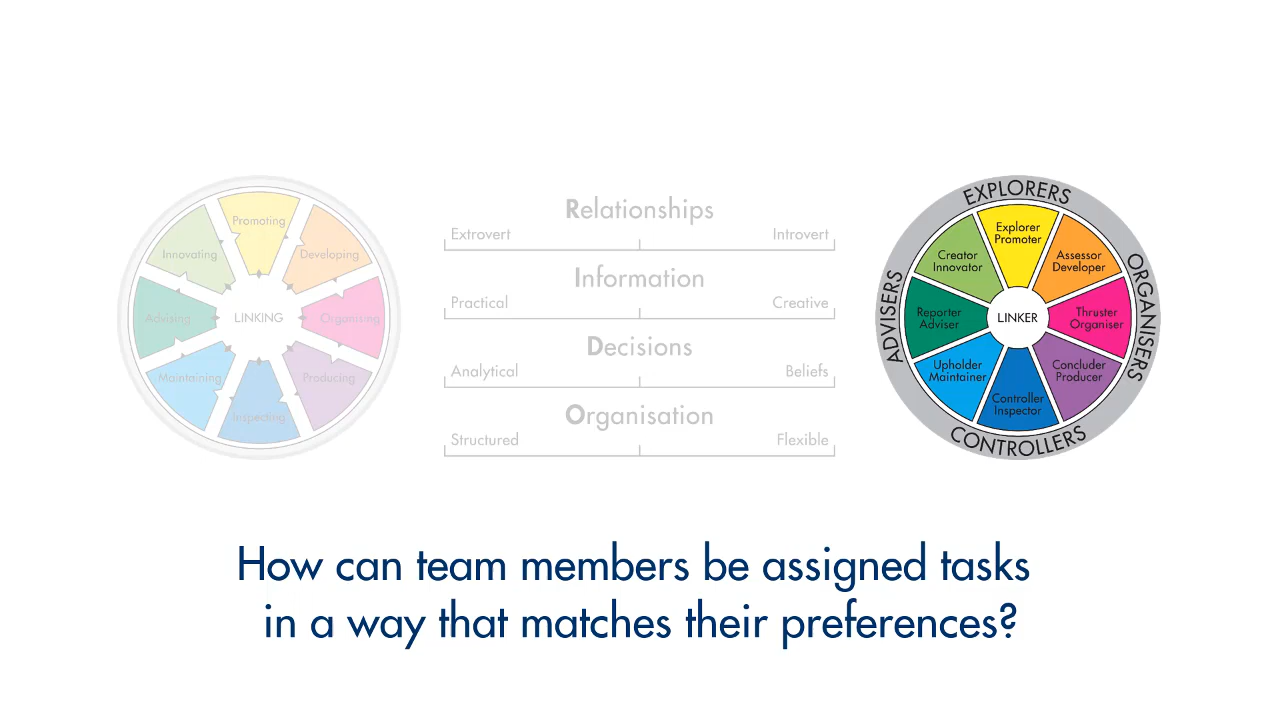 Promoting
Developing
Organising
Producing
Inspecting
Maintaining
Advising
Innovating
LINKING
Relationships
Extrovert Introvert
Information
Practical Creative
Decisions
Analytical Beliefs
Organisation
Structured Flexible
EXPLORERS
ORGANISERS
CONTROLLERS
ADVISERS
Explorer
Promoter
Assessor
Developer
Thruster
Organiser
Concluder
Producer
Controller
Inspector
Upholder
Maintainer
Reporter
Adviser
Creator
Innovator
LINKER
How can team members be assigned tasks
in a way that matches their preferences?